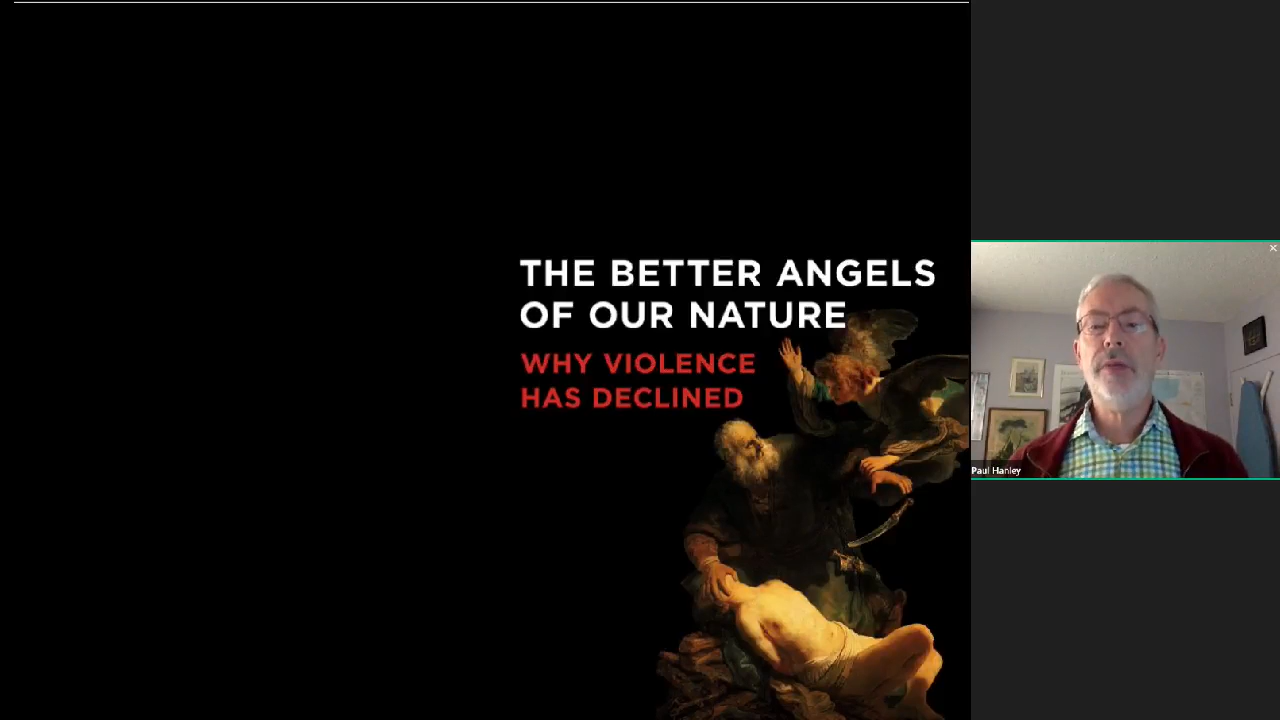 THE BETTER ANGELS
OF OUR NATURE
WHY VIOLENCE
HAS DECLINED
Paul Hanley